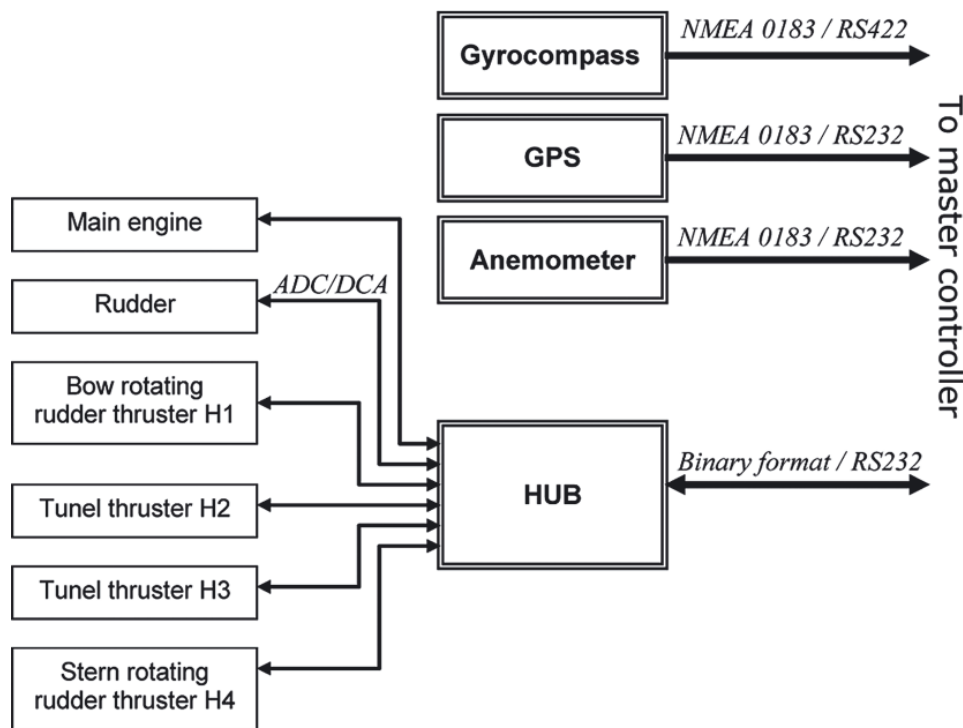 Gyrocompass
NMEA 0183 / RS422
GPS
NMEA 0183 / RS232
Anemometer
NMEA 0183 / RS232
To master controller
Main engine
Rudder
ADC/DCA
Bow rotating
rudder thruster H1
Tunel thruster H2
Tunel thruster H3
Stern rotating
rudder thruster H4
HUB
Binary format / RS232